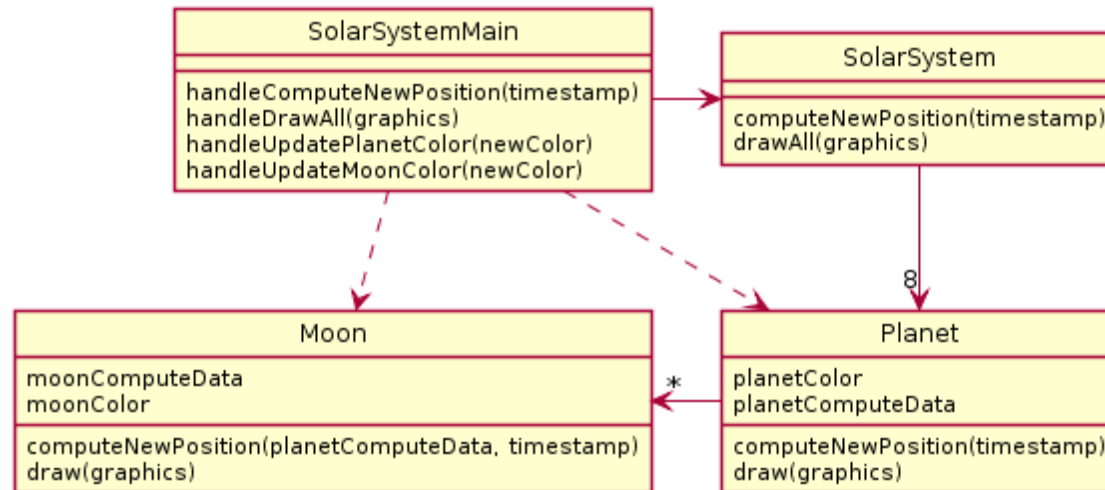 SolarSystemMain
handleComputeNewPosition(timestamp)
handleDrawAll(graphics)
handleUpdatePlanetColor(newColor)
handleUpdateMoonColor(newColor)
SolarSystem
computeNewPosition(timestamp)
drawAll(graphics)
8
Moon
moonComputeData
moonColor
computeNewPosition(planetComputeData, timestamp)
draw(graphics)
*
Planet
planetColor
planetComputeData
computeNewPosition(timestamp)
draw(graphics)